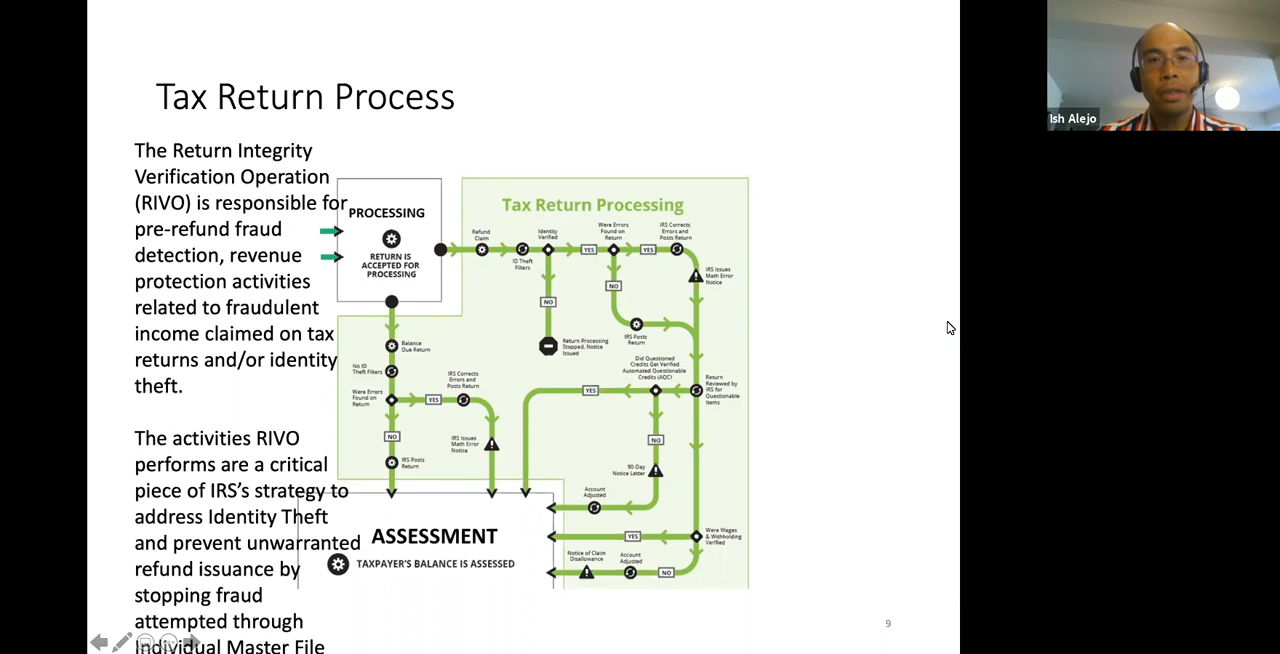 Tax Return Process
The Return Integrity
Verification Operation
(RIVO) is responsible for
pre-refund fraud
detection, revenue
protection activities
related to fraudulent
income claimed on tax
returns and/or identity
theft.
The activities RIVO
performs are a critical
piece of IRS’s strategy to
address Identity Theft
and prevent unwarranted
refund issuance by
stopping fraud
attempted through
Individual Master File
PROCESSING
RETURN IS
ACCEPTED FOR
PROCESSING
Tax Return Processing
Refund
Claim
ID Theft
Filters
Identity
Verified
YES
Were Errors
Found on
Return
YES
IRS Corrects
Errors and
Posts Return
IRS Issues
Math Error
Notice
NO
Return Processing
Stopped, Notice
Issued
NO
IRS Posts
Return
Balance
Due Return
No ID
Theft Filters
Were Errors
Found on
Return
YES
IRS Corrects
Errors and
Posts Return
IRS Issues
Math Error
Notice
NO
IRS Posts
Return
Did Questioned
Credits Get Verified
Automated Questionable
Credits (AQC)
YES
Return
Reviewed by
IRS for
Questionable
Items
NO
90 Day
Notice Letter
Account
Adjusted
Were Wages
& Withholding
Verified
YES
Notice of Claim
Disallowance
Account
Adjusted
NO
ASSESSMENT
TAXPAYER'S BALANCE IS ASSESSED
9
Ish Alejo